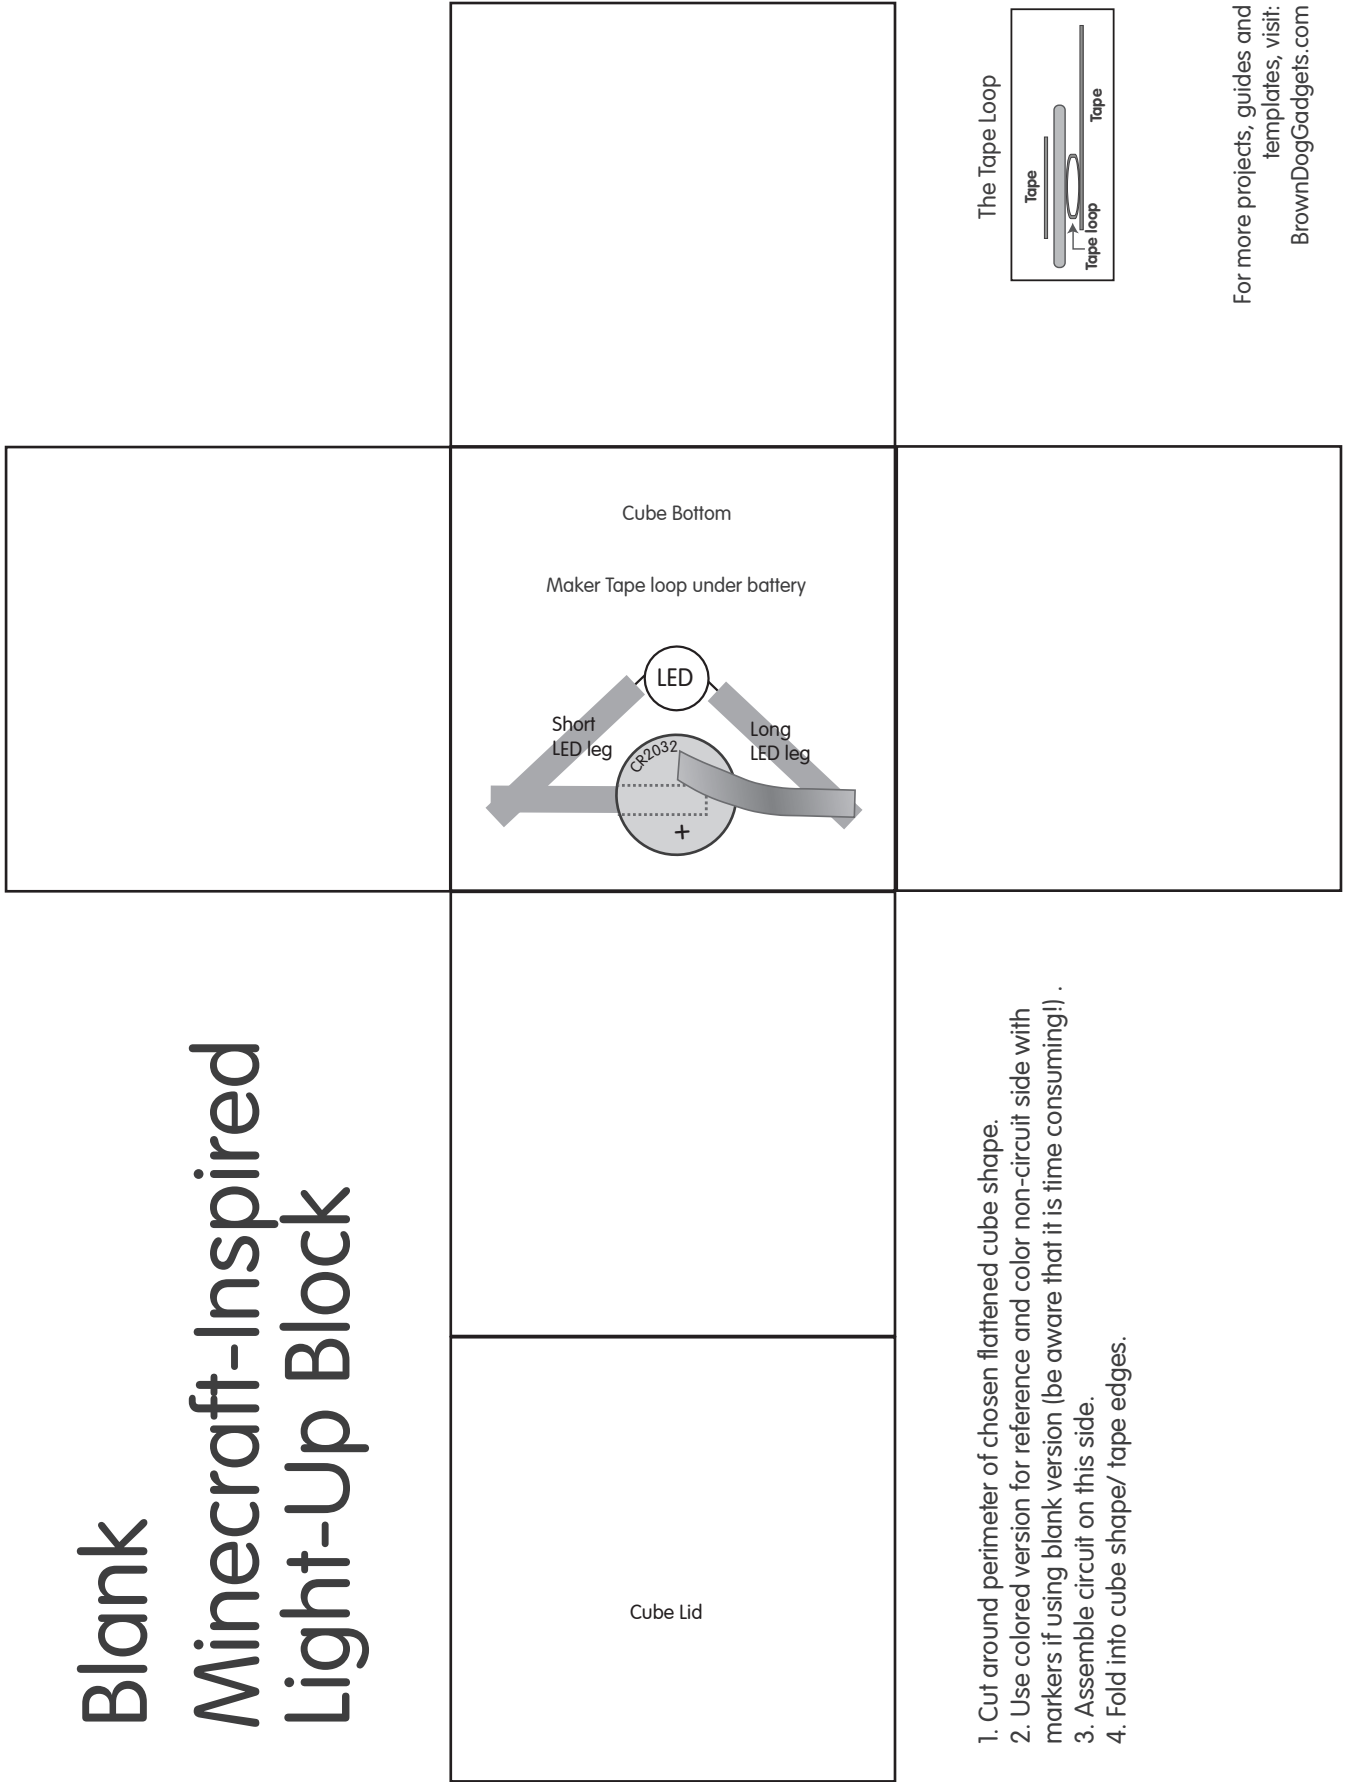 Blank
Minecraft-Inspired
Light-Up Block
The Tape Loop
Tape
Tape loop
Tape
For more projects, guides and
templates, visit:
BrownDogGadgets.com
Cube Bottom
Maker Tape loop under battery
LED
Short
LED leg
Long
LED leg
CR2032
+
Cube Lid
1. Cut around perimeter of chosen flattened cube shape.
2. Use colored version for reference and color non-circuit side with
markers if using blank version (be aware that it is time consuming!) .
3. Assemble circuit on this side.
4. Fold into cube shape/ tape edges.